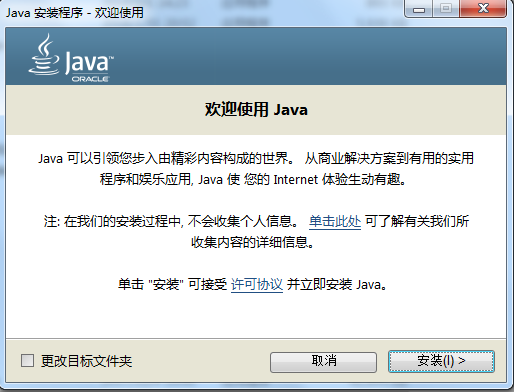 Java 安装程序 - 欢迎使用
Java™
ORACLE
欢迎使用 Java
Java 可以引领您步入由精彩内容构成的世界。 从商业解决方案到有用的实用
程序和娱乐应用, Java 使 您的 Internet 体验生动有趣。
注: 在我们的安装过程中, 不会收集个人信息。 单击此处 可了解有关我们所
收集内容的详细信息。
单击 "安装" 可接受 许可协议 并立即安装 Java。
更改目标文件夹
取消
安装(I) >